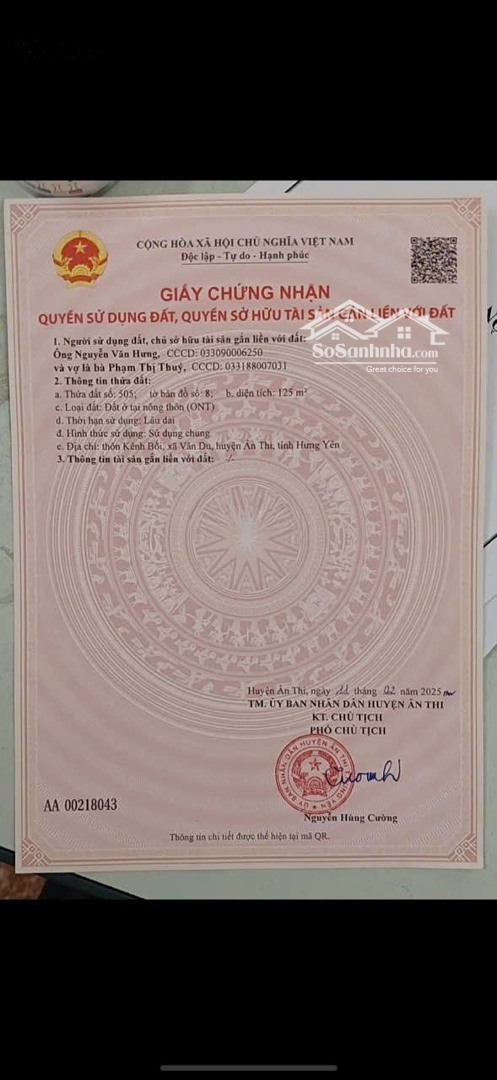 CỘNG HÒA XÃ HỘI CHỦ NGHĨA VIỆT NAM
Độc lập - Tự do - Hạnh phúc
GIẤY CHỨNG NHẬN
QUYỀN SỬ DỤNG ĐẤT, QUYỀN SỞ HỮU TÀI SẢN GẮN LIỀN VỚI ĐẤT
SoSanhnha.com
Great choice for you
1. Người sử dụng đất, chủ sở hữu tài sản gắn liền với đất:
Ông Nguyễn Văn Hưng, CCCD: 033090006250
và vợ là bà Phạm Thị Thuý, CCCD: 033188007031
2. Thông tin thửa đất:
a. Thửa đất số: 505; tờ bản đồ số: 8; b. diện tích: 125 m²
c. Loại đất: Đất ở tại nông thôn (ONT)
d. Thời hạn sử dụng: Lâu dài
đ. Hình thức sử dụng: Sử dụng chung
e. Địa chỉ: thôn Kênh Bối, xã Vân Du, huyện Ân Thi, tỉnh Hưng Yên
3. Thông tin tài sản gắn liền với đất: -/-
Huyện Ân Thi, ngày 11 tháng 02 năm 2025
TM. ỦY BAN NHÂN DÂN HUYỆN ÂN THI
KT. CHỦ TỊCH
PHÓ CHỦ TỊCH
Nguyễn Hùng Cường
AA 00218043
Thông tin chi tiết được thể hiện tại mã QR.